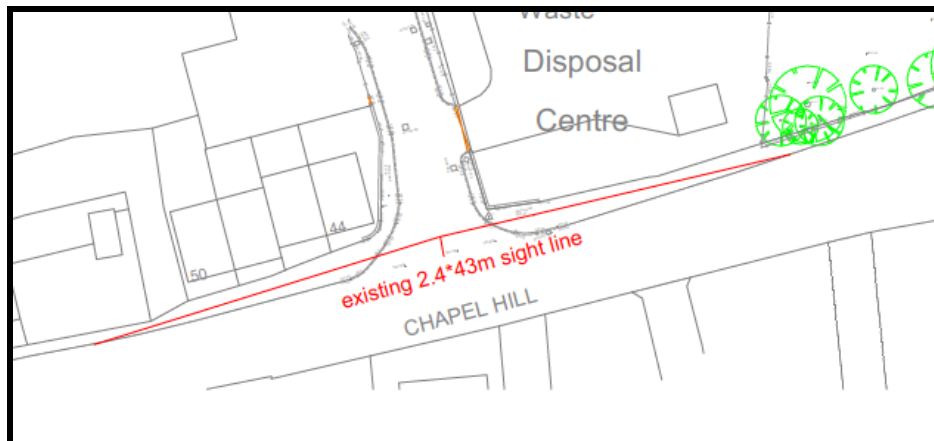 Waste
Disposal
Centre
44
50
existing 2.4*43m sight line
CHAPEL HILL